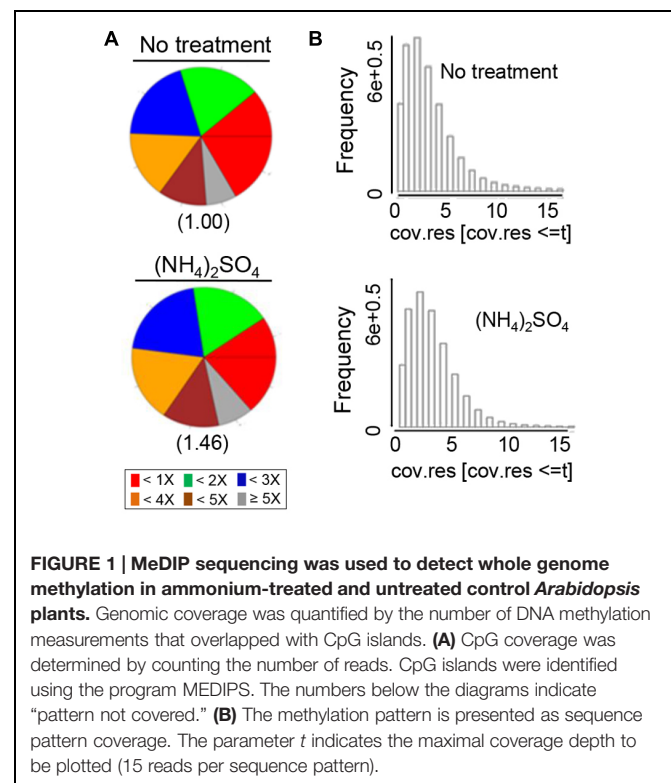 A
No treatment
(1.00)
(NH₄)₂SO₄
(1.46)
< 1X < 2X < 3X
< 4X < 5X ≥ 5X
B
Frequency
6e+0.5
0
No treatment
0 5 10 15
cov.res [cov.res <=t]
Frequency
6e+0.5
0
(NH₄)₂SO₄
0 5 10 15
cov.res [cov.res <=t]
FIGURE 1 | MeDIP sequencing was used to detect whole genome
methylation in ammonium-treated and untreated control Arabidopsis
plants. Genomic coverage was quantified by the number of DNA methylation
measurements that overlapped with CpG islands. (A) CpG coverage was
determined by counting the number of reads. CpG islands were identified
using the program MEDIPS. The numbers below the diagrams indicate
“pattern not covered.” (B) The methylation pattern is presented as sequence
pattern coverage. The parameter t indicates the maximal coverage depth to
be plotted (15 reads per sequence pattern).